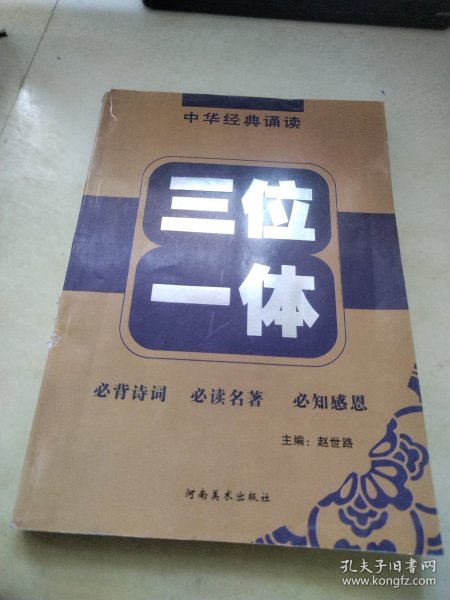 中华经典诵读
三位
一体
必背诗词 必读名著 必知感恩
主编：赵世路
河南美术出版社
孔夫子旧书网
www.kongfz.com